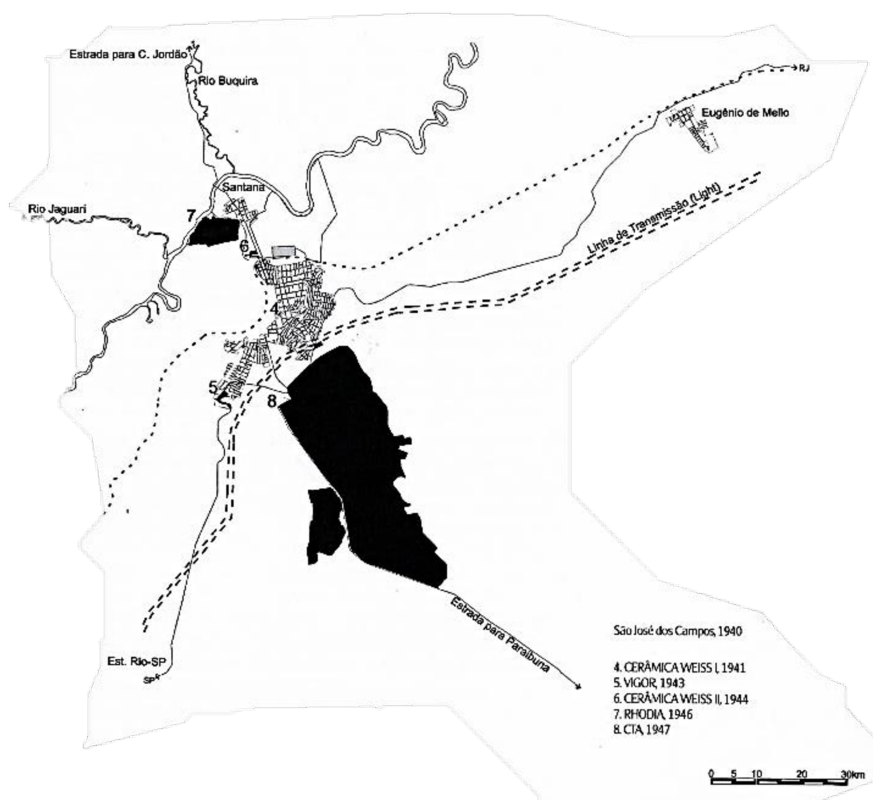 Estrada para C. Jordão
Rio Buquira
RJ
Eugênio de Mello
Santana
Rio Jaguari
7
Linha de Transmissão (Light)
6
4
5
8
Estrada para Paraibuna
São José dos Campos, 1940
Est. Rio-SP
SP
4. CERÂMICA WEISS I, 1941
5. VIGOR, 1943
6. CERÂMICA WEISS II, 1944
7. RHODIA, 1946
8. CTA, 1947
0 5 10 20 30km